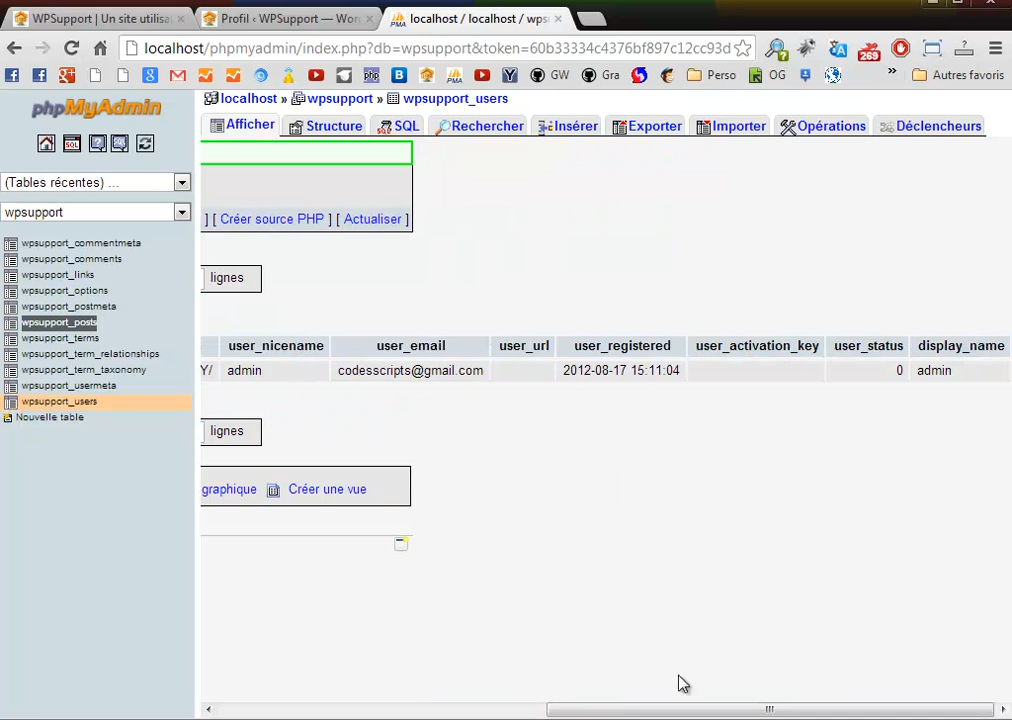 WPSupport | Un site utilisa
Profil ‹ WPSupport — Wor
localhost / localhost / wps
localhost/phpmyadmin/index.php?db=wpsupport&token=60b33334c4376bf897c12cc93d
269
php
B
GW
Gra
Perso
OG
»
Autres favoris
phpMyAdmin
localhost » wpsupport » wpsupport_users
Afficher
Structure
SQL
Rechercher
Insérer
Exporter
Importer
Opérations
Déclencheurs
(Tables récentes) ...
wpsupport
wpsupport_commentmeta
wpsupport_comments
wpsupport_links
wpsupport_options
wpsupport_postmeta
wpsupport_posts
wpsupport_terms
wpsupport_term_relationships
wpsupport_term_taxonomy
wpsupport_usermeta
wpsupport_users
Nouvelle table
] [ Créer source PHP ] [ Actualiser ]
lignes
user_nicename user_email user_url user_registered user_activation_key user_status display_name
Y/ admin codesscripts@gmail.com 2012-08-17 15:11:04 0 admin
lignes
graphique Créer une vue